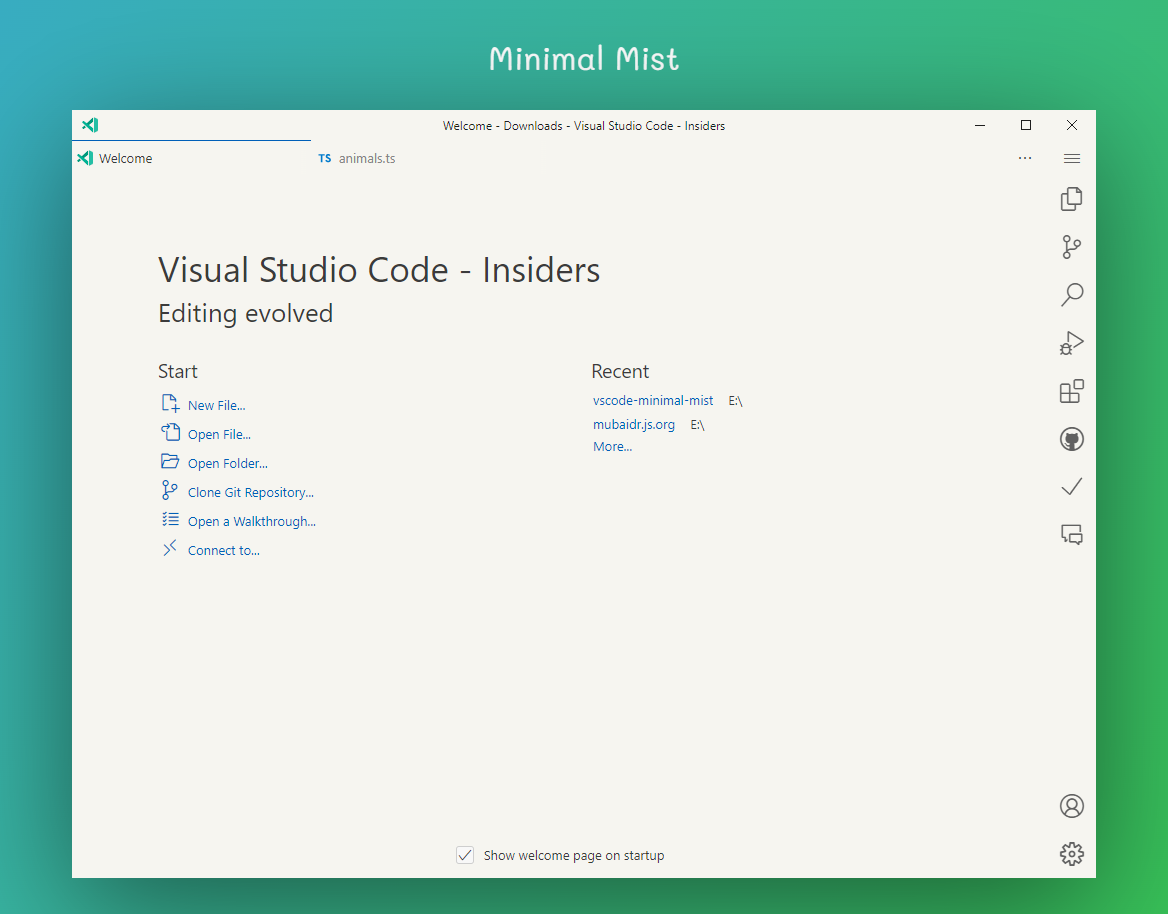 Minimal Mist
Welcome - Downloads - Visual Studio Code - Insiders
Welcome
TS animals.ts
Visual Studio Code - Insiders
Editing evolved
Start
New File...
Open File...
Open Folder...
Clone Git Repository...
Open a Walkthrough...
Connect to...
Recent
vscode-minimal-mist E:\
mubaidr.js.org E:\
More...
Show welcome page on startup